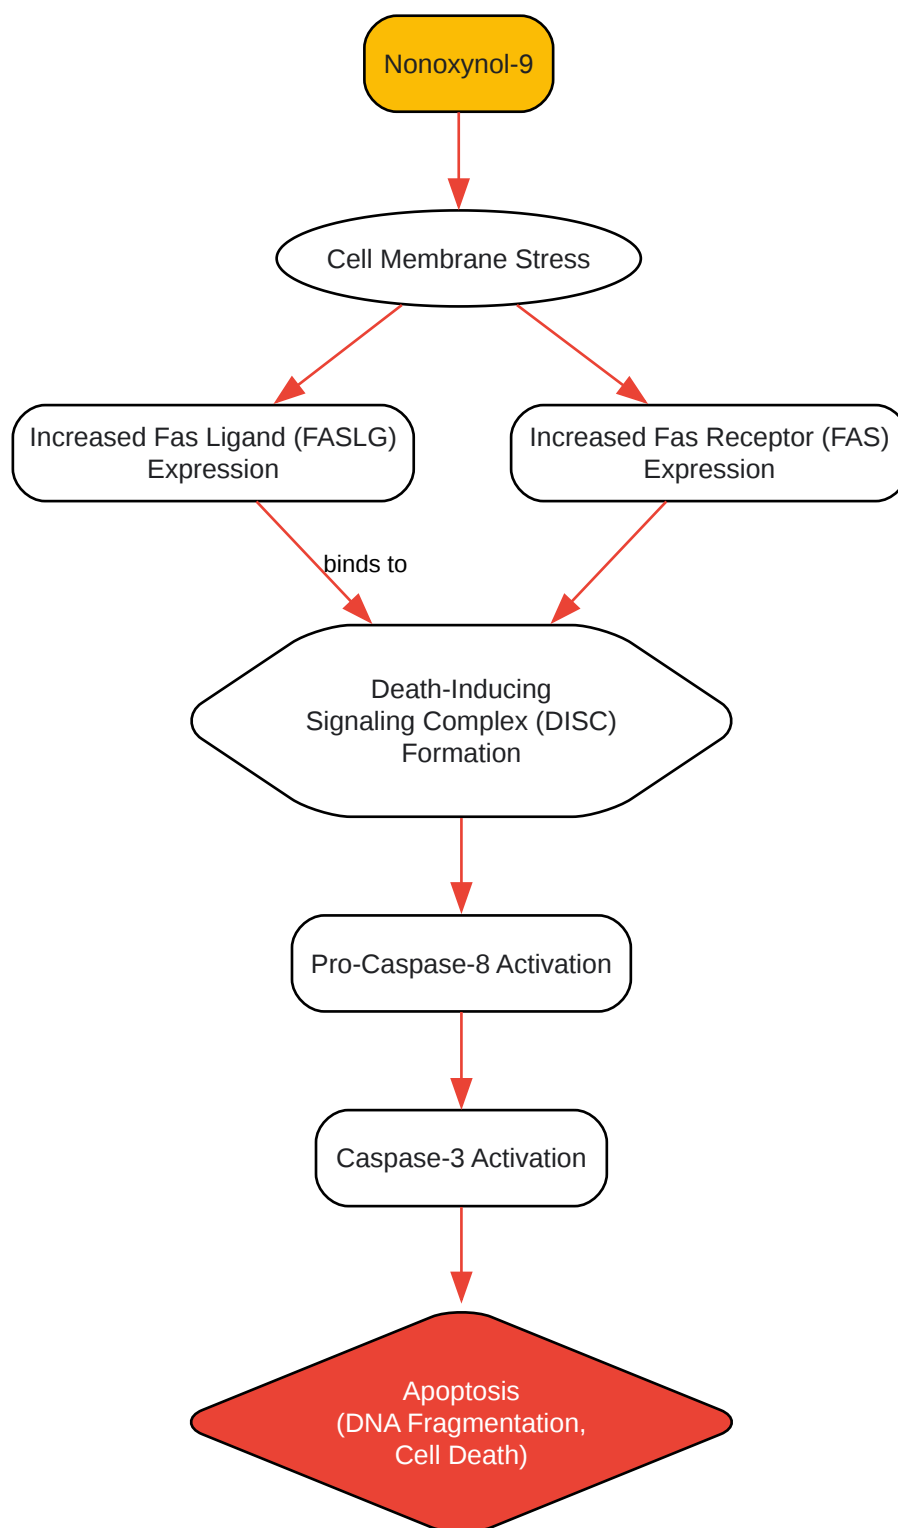 Nonoxynol-9
Cell Membrane Stress
Increased Fas Ligand (FASLG)
Expression
Increased Fas Receptor (FAS)
Expression
binds to
Death-Inducing
Signaling Complex (DISC)
Formation
Pro-Caspase-8 Activation
Caspase-3 Activation
Apoptosis
(DNA Fragmentation,
Cell Death)